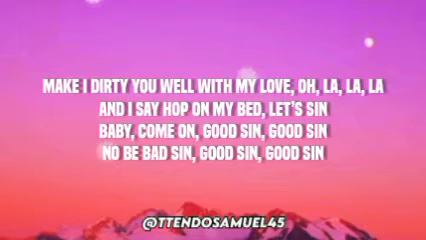 MAKE I DIRTY YOU WELL WITH MY LOVE, OH, LA, LA, LA
AND I SAY HOP ON MY BED, LET'S SIN
BABY, COME ON, GOOD SIN, GOOD SIN
NO BE BAD SIN, GOOD SIN, GOOD SIN
@TTENDOSAMUEL45